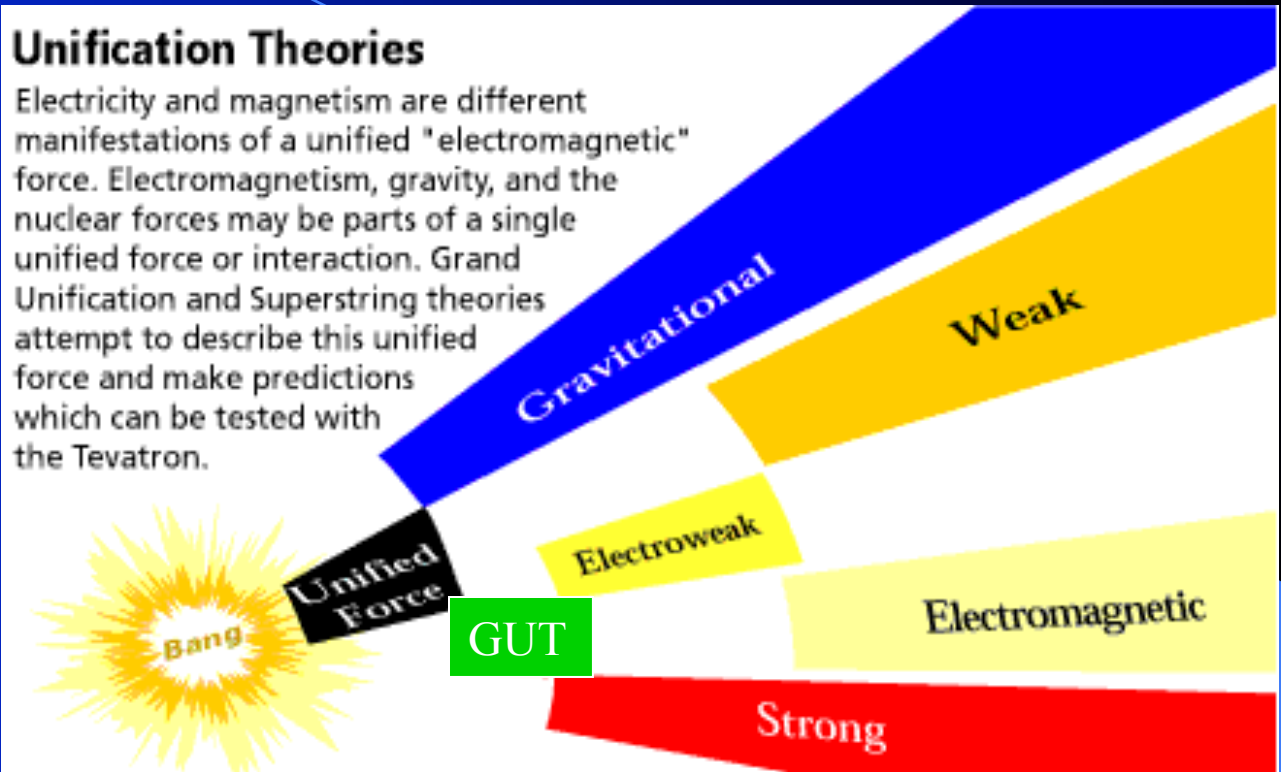 Unification Theories
Electricity and magnetism are different
manifestations of a unified "electromagnetic"
force. Electromagnetism, gravity, and the
nuclear forces may be parts of a single
unified force or interaction. Grand
Unification and Superstring theories
attempt to describe this unified
force and make predictions
which can be tested with
the Tevatron.
Gravitational
Weak
Electroweak
Unified
Force
Electromagnetic
GUT
Bang
Strong